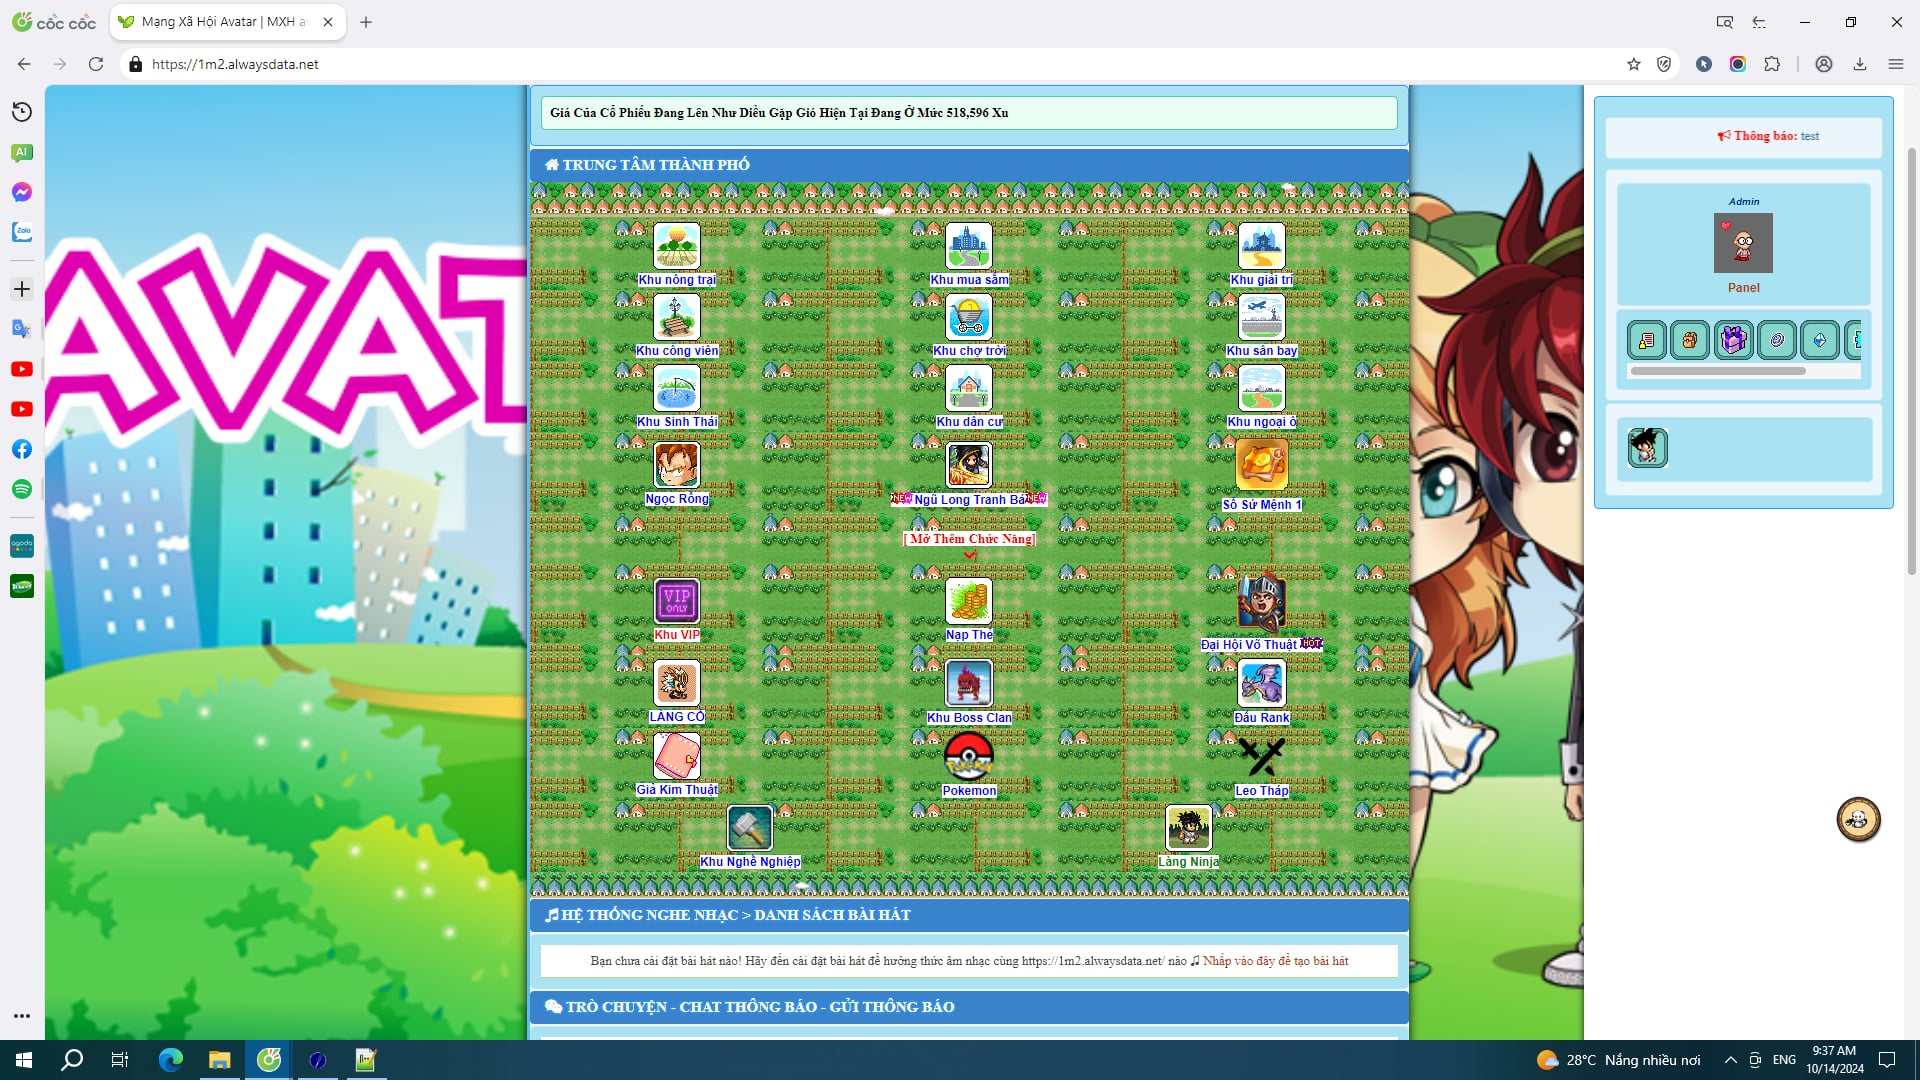 cốc cốc
Mạng Xã Hội Avatar | MXH a
https://1m2.alwaysdata.net
AI
Zalo
agoda
AVAT
Giá Của Cổ Phiếu Đang Lên Như Diều Gặp Gió Hiện Tại Đang Ở Mức 518,596 Xu
TRUNG TÂM THÀNH PHỐ
Khu nông trại
Khu mua sắm
Khu giải trí
Khu công viên
Khu chợ trời
Khu sân bay
Khu Sinh Thái
Khu dân cư
Khu ngoại ô
Ngọc Rồng
NEW Ngũ Long Tranh Bá NEW
Số Sứ Mệnh 1
[ Mở Thêm Chức Năng]
VIP ONLY
Khu VIP
Nạp Thẻ
Đại Hội Võ Thuật HOT
LÀNG CỔ
Khu Boss Clan
Đấu Rank
Giả Kim Thuật
Pokemon
Leo Tháp
Khu Nghề Nghiệp
Làng Ninja
HỆ THỐNG NGHE NHẠC > DANH SÁCH BÀI HÁT
Bạn chưa cài đặt bài hát nào! Hãy đến cài đặt bài hát để hưởng thức âm nhạc cùng https://1m2.alwaysdata.net/ nào ♫ Nhấp vào đây để tạo bài hát
TRÒ CHUYỆN - CHAT THÔNG BÁO - GỬI THÔNG BÁO
Thông báo: test
Admin
Panel
28°C Nắng nhiều nơi
ENG
9:37 AM
10/14/2024